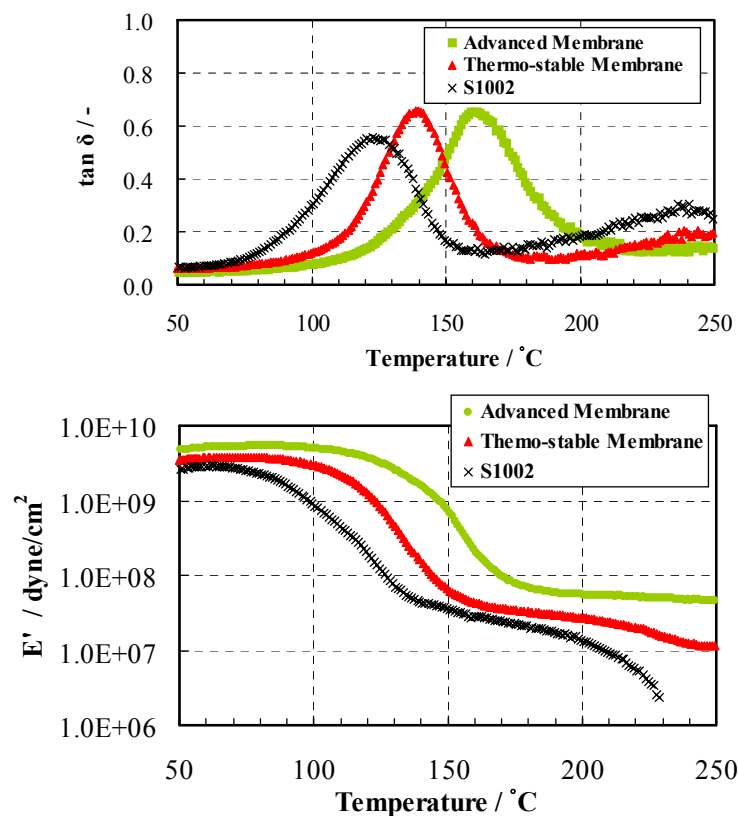 1.0
0.8
0.6
0.4
0.2
0.0
tan δ / -
Advanced Membrane
Thermo-stable Membrane
S1002
50 100 150 200 250
Temperature / ˚C
1.0E+10
1.0E+09
1.0E+08
1.0E+07
1.0E+06
E' / dyne/cm²
Advanced Membrane
Thermo-stable Membrane
S1002
50 100 150 200 250
Temperature / ˚C